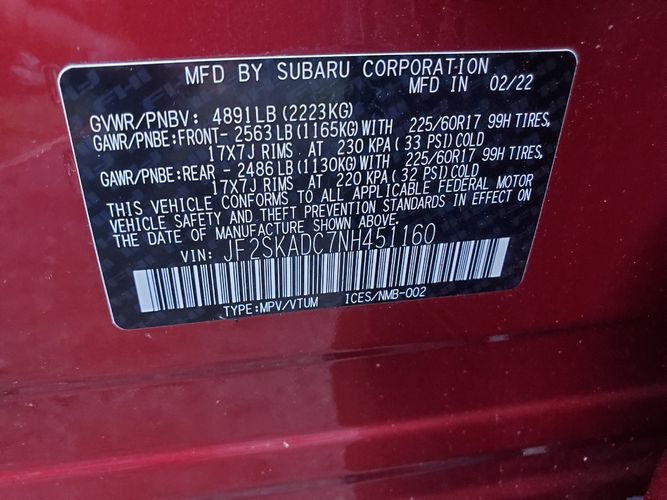 MFD BY SUBARU CORPORATION
MFD IN 02/22
GVWR/PNBV: 4891LB(2223KG)
GAWR/PNBE:FRONT- 2563LB(1165KG)WITH 225/60R17 99H TIRES,
17X7J RIMS, AT 230 KPA(33 PSI)COLD
GAWR/PNBE:REAR - 2486LB(1130KG)WITH 225/60R17 99H TIRES,
17X7J RIMS, AT 220 KPA(32 PSI)COLD
THIS VEHICLE CONFORMS TO ALL APPLICABLE FEDERAL MOTOR
VEHICLE SAFETY AND THEFT PREVENTION STANDARDS IN EFFECT ON
THE DATE OF MANUFACTURE SHOWN ABOVE.
VIN: JF2SKADC7NH451160
TYPE:MPV/VTUM ICES/NMB-002